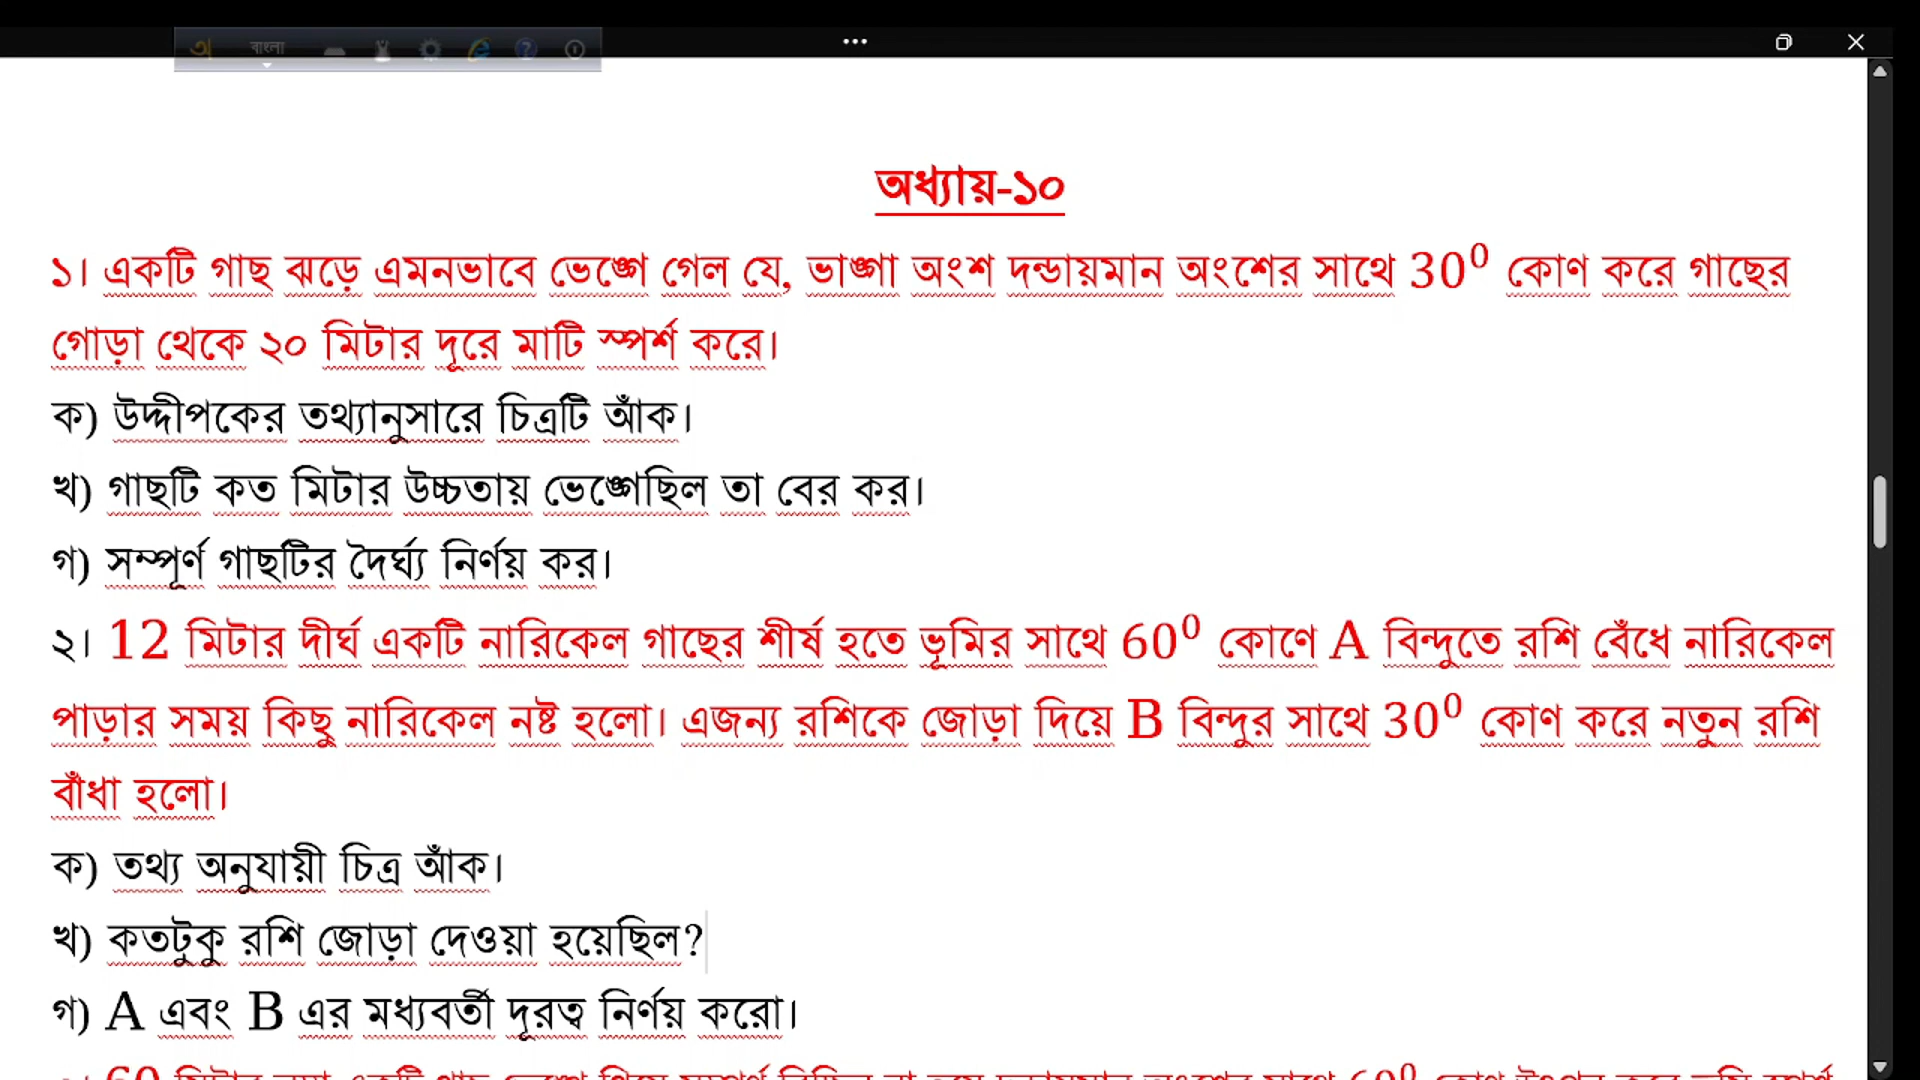 বাংলা
অধ্যায়-১০
১। একটি গাছ ঝড়ে এমনভাবে ভেঙ্গে গেল যে, ভাঙ্গা অংশ দন্ডায়মান অংশের সাথে 30⁰ কোণ করে গাছের
গোড়া থেকে ২০ মিটার দূরে মাটি স্পর্শ করে।
ক) উদ্দীপকের তথ্যানুসারে চিত্রটি আঁক।
খ) গাছটি কত মিটার উচ্চতায় ভেঙ্গেছিল তা বের কর।
গ) সম্পূর্ণ গাছটির দৈর্ঘ্য নির্ণয় কর।
২। 12 মিটার দীর্ঘ একটি নারিকেল গাছের শীর্ষ হতে ভূমির সাথে 60⁰ কোণে A বিন্দুতে রশি বেঁধে নারিকেল
পাড়ার সময় কিছু নারিকেল নষ্ট হলো। এজন্য রশিকে জোড়া দিয়ে B বিন্দুর সাথে 30⁰ কোণ করে নতুন রশি
বাঁধা হলো।
ক) তথ্য অনুযায়ী চিত্র আঁক।
খ) কতটুকু রশি জোড়া দেওয়া হয়েছিল?
গ) A এবং B এর মধ্যবর্তী দূরত্ব নির্ণয় করো।